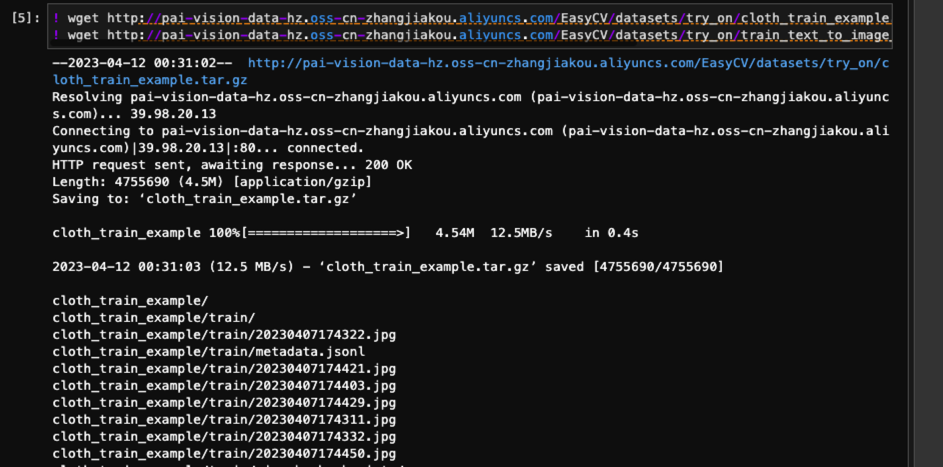 [5]: ! wget http://pai-vision-data-hz.oss-cn-zhangjiakou.aliyuncs.com/EasyCV/datasets/try_on/cloth_train_example
! wget http://pai-vision-data-hz.oss-cn-zhangjiakou.aliyuncs.com/EasyCV/datasets/try_on/train_text_to_image
--2023-04-12 00:31:02--  http://pai-vision-data-hz.oss-cn-zhangjiakou.aliyuncs.com/EasyCV/datasets/try_on/c
loth_train_example.tar.gz
Resolving pai-vision-data-hz.oss-cn-zhangjiakou.aliyuncs.com (pai-vision-data-hz.oss-cn-zhangjiakou.aliyunc
s.com)... 39.98.20.13
Connecting to pai-vision-data-hz.oss-cn-zhangjiakou.aliyuncs.com (pai-vision-data-hz.oss-cn-zhangjiakou.ali
yuncs.com)|39.98.20.13|:80... connected.
HTTP request sent, awaiting response... 200 OK
Length: 4755690 (4.5M) [application/gzip]
Saving to: ‘cloth_train_example.tar.gz’
cloth_train_example 100%[===================>]   4.54M  12.5MB/s    in 0.4s
2023-04-12 00:31:03 (12.5 MB/s) - ‘cloth_train_example.tar.gz’ saved [4755690/4755690]
cloth_train_example/
cloth_train_example/train/
cloth_train_example/train/20230407174322.jpg
cloth_train_example/train/metadata.jsonl
cloth_train_example/train/20230407174421.jpg
cloth_train_example/train/20230407174403.jpg
cloth_train_example/train/20230407174429.jpg
cloth_train_example/train/20230407174311.jpg
cloth_train_example/train/20230407174332.jpg
cloth_train_example/train/20230407174450.jpg